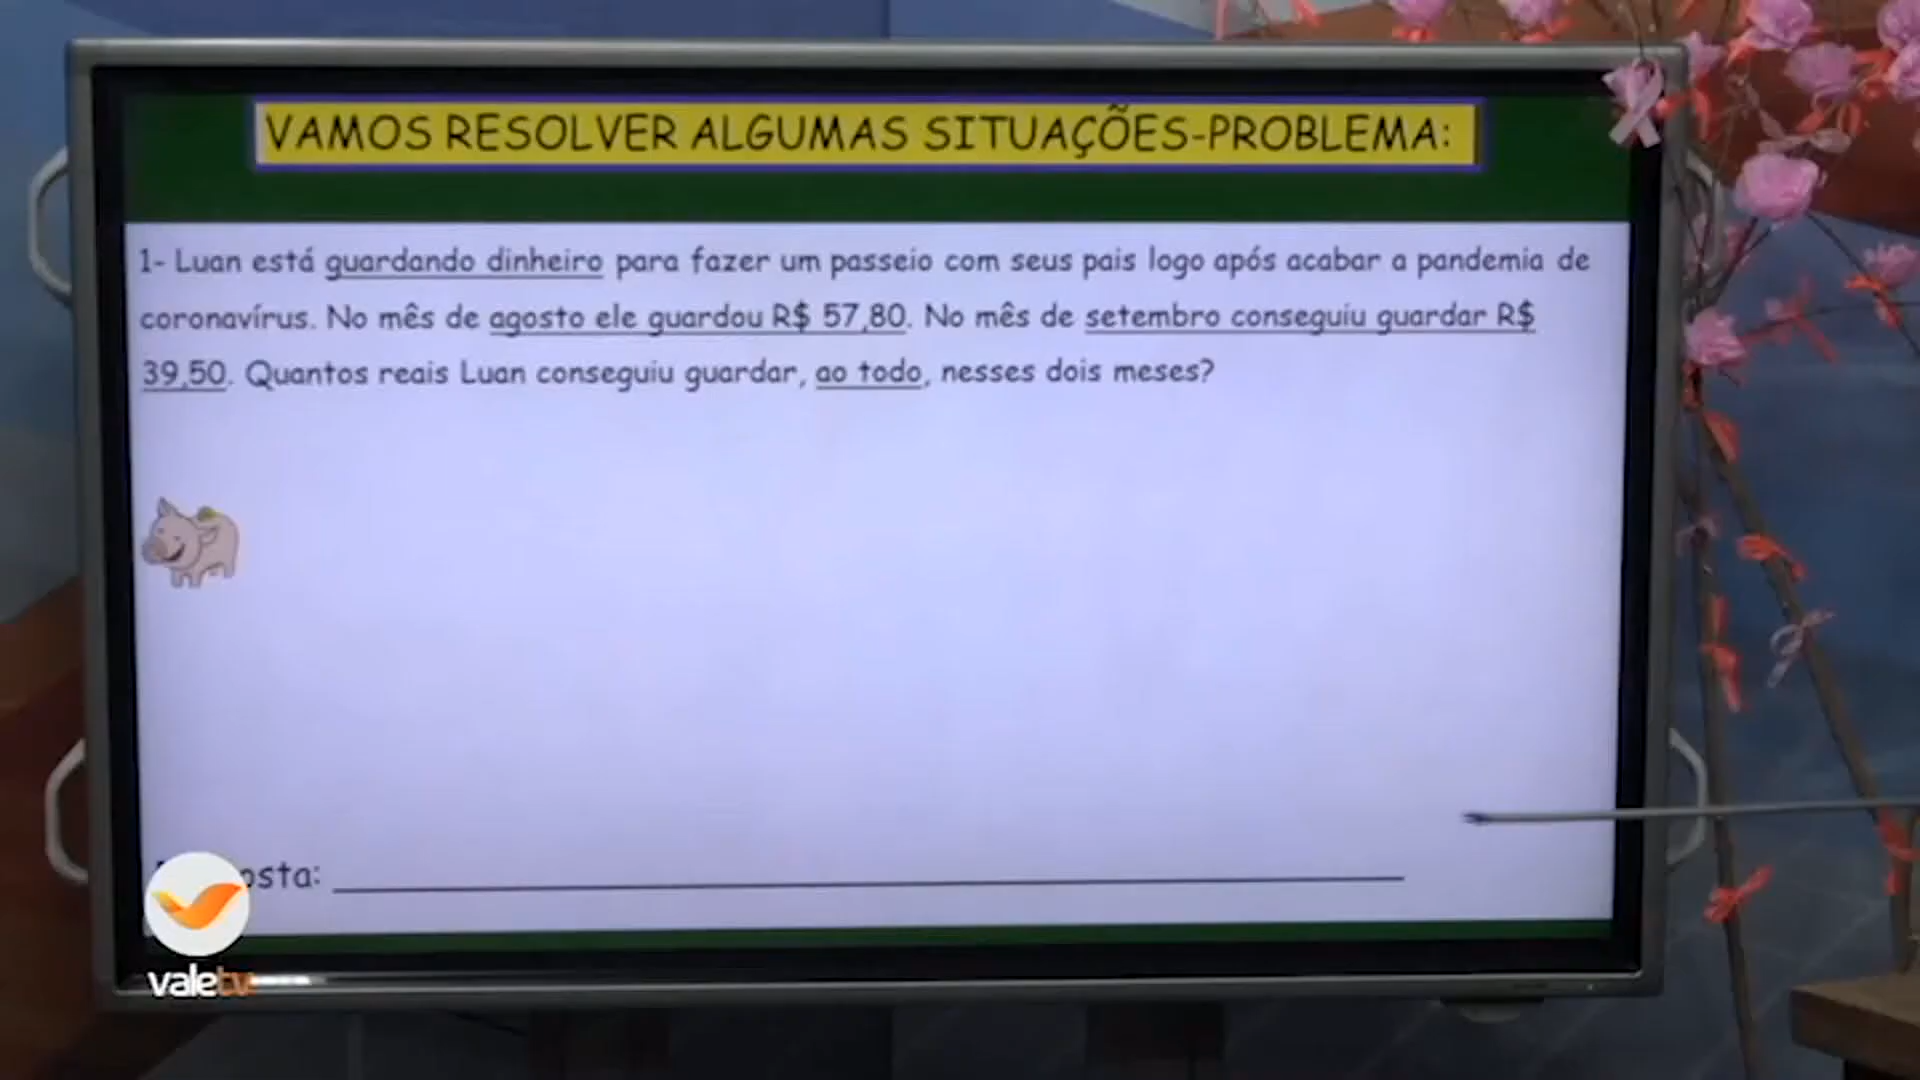 VAMOS RESOLVER ALGUMAS SITUAÇÕES-PROBLEMA:
1- Luan está guardando dinheiro para fazer um passeio com seus pais logo após acabar a pandemia de
coronavírus. No mês de agosto ele guardou R$ 57,80. No mês de setembro conseguiu guardar R$
39,50. Quantos reais Luan conseguiu guardar, ao todo, nesses dois meses?
osta:
valetv